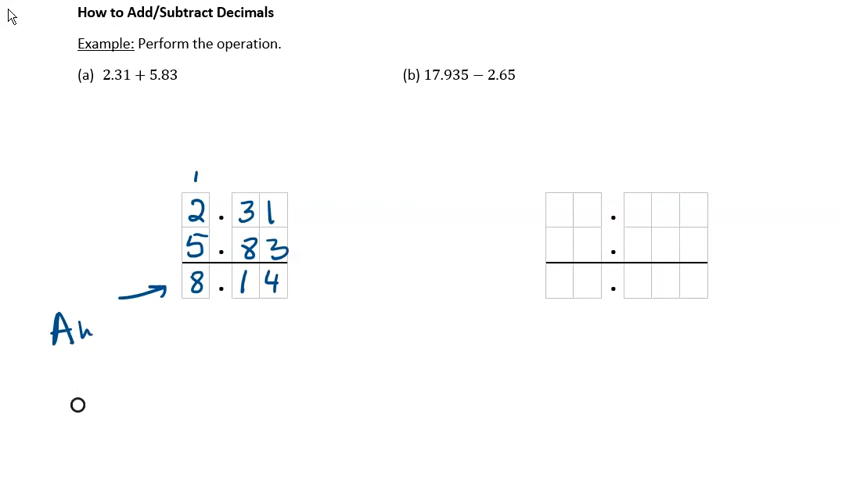 How to Add/Subtract Decimals
Example: Perform the operation.
(a) 2.31 + 5.83
(b) 17.935 − 2.65
1
2 . 31
5 . 83
8 . 14
An
.
.
.